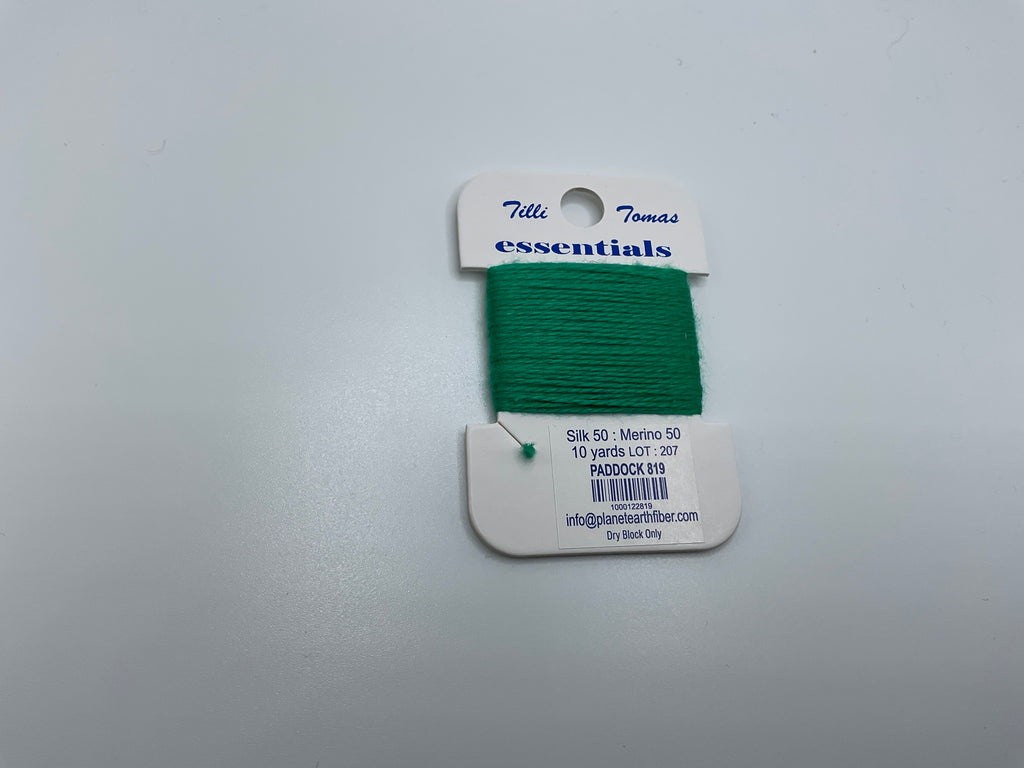 Tilli Tomas
essentials
Silk 50 : Merino 50
10 yards LOT : 207
PADDOCK 819
1000122819
info@planetearthfiber.com
Dry Block Only